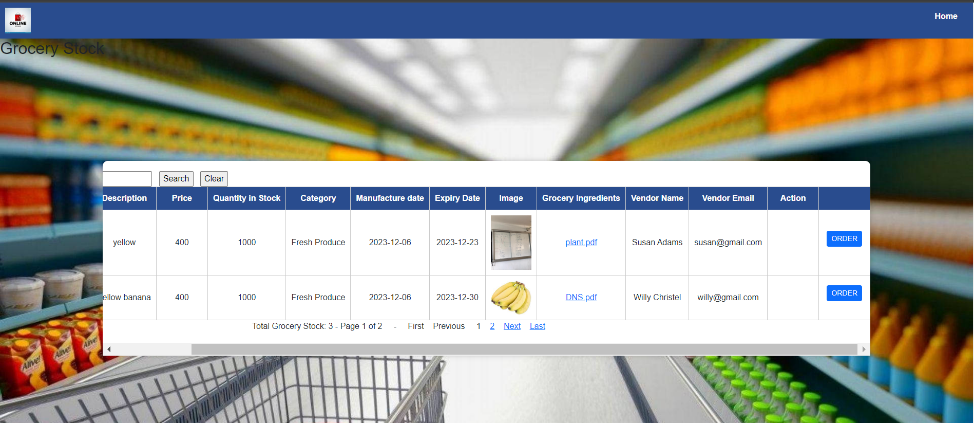 Home
ONLINE
Grocery Stock
Search Clear
Description Price Quantity In Stock Category Manufacture date Expiry Date Image Grocery Ingredients Vendor Name Vendor Email Action
yellow 400 1000 Fresh Produce 2023-12-06 2023-12-23 plant.pdf Susan Adams susan@gmail.com ORDER
ellow banana 400 1000 Fresh Produce 2023-12-06 2023-12-30 DNS.pdf Willy Christel willy@gmail.com ORDER
Total Grocery Stock: 3 - Page 1 of 2 - First Previous 1 2 Next Last
Alive!
Alive!